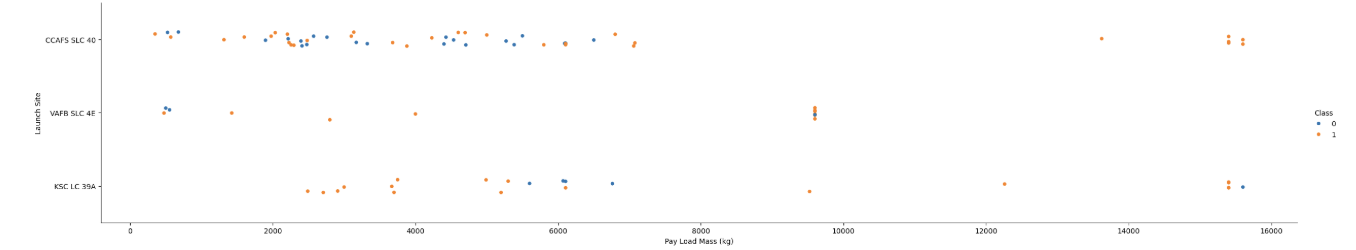 CCAFS SLC 40
VAFB SLC 4E
KSC LC 39A
Launch Site
0 2000 4000 6000 8000 10000 12000 14000 16000
Pay Load Mass (kg)
Class
0
1